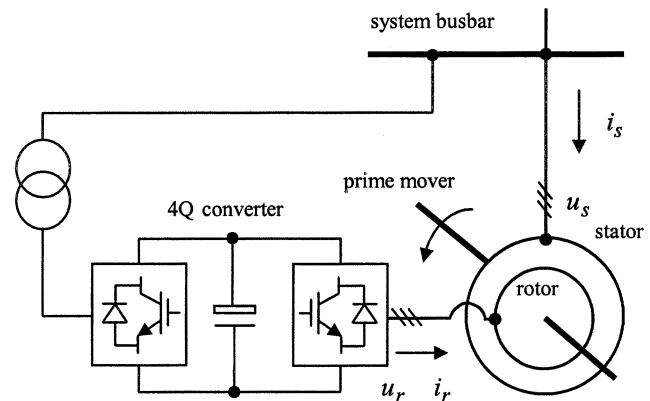 system busbar
i_s
prime mover
u_s
4Q converter
stator
rotor
u_r i_r